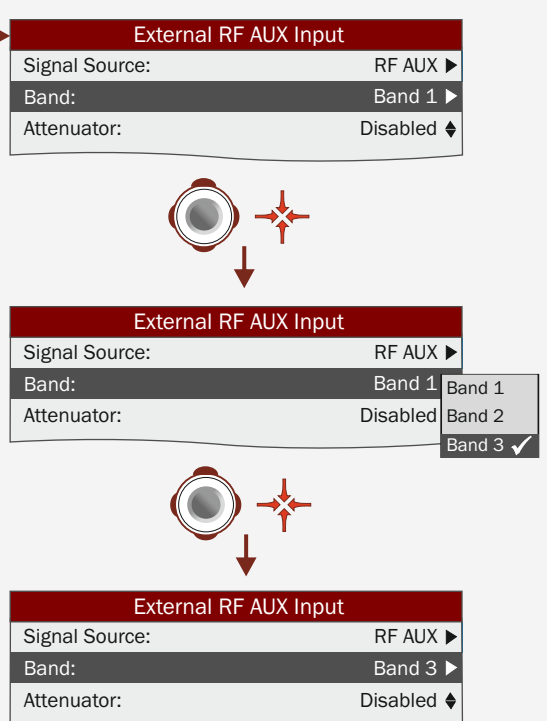 External RF AUX Input
Signal Source: RF AUX
Band: Band 1
Attenuator: Disabled
External RF AUX Input
Signal Source: RF AUX
Band: Band 1
Attenuator: Disabled
Band 1
Band 2
Band 3
External RF AUX Input
Signal Source: RF AUX
Band: Band 3
Attenuator: Disabled